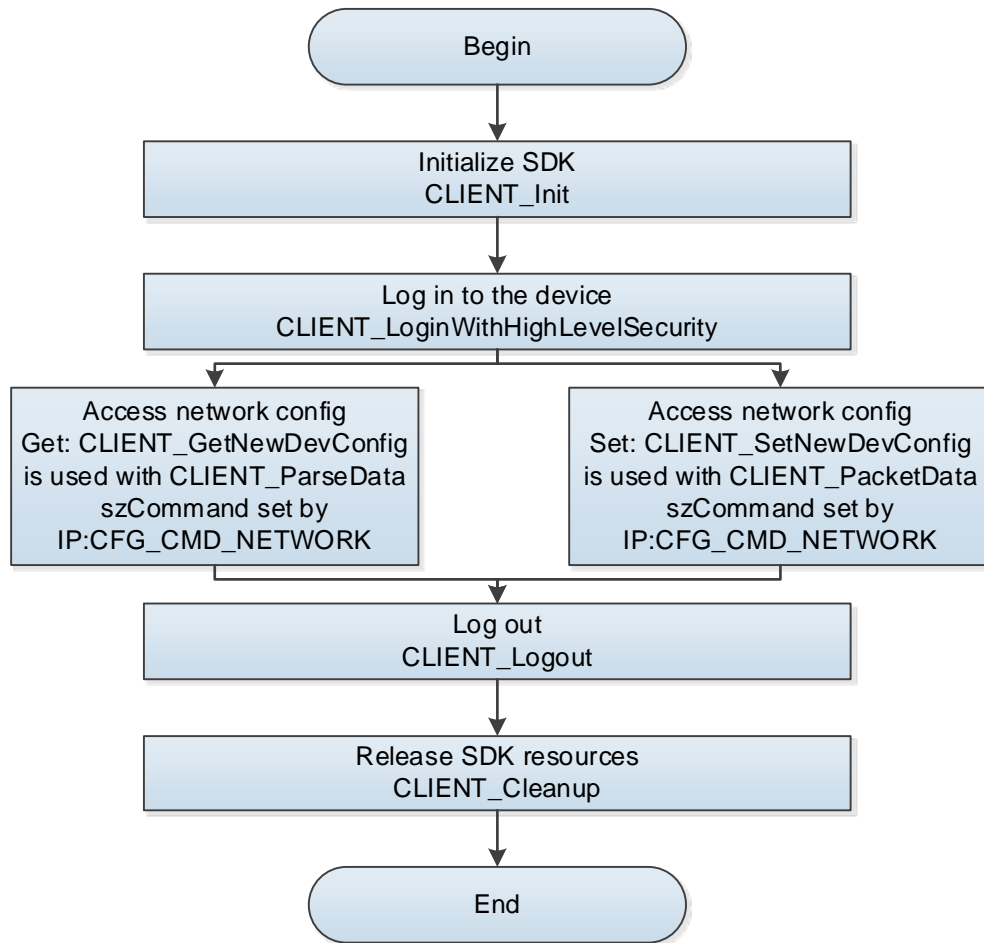 Begin
Initialize SDK
CLIENT_Init
Log in to the device
CLIENT_LoginWithHighLevelSecurity
Access network config
Get: CLIENT_GetNewDevConfig
is used with CLIENT_ParseData
szCommand set by
IP:CFG_CMD_NETWORK
Access network config
Set: CLIENT_SetNewDevConfig
is used with CLIENT_PacketData
szCommand set by
IP:CFG_CMD_NETWORK
Log out
CLIENT_Logout
Release SDK resources
CLIENT_Cleanup
End